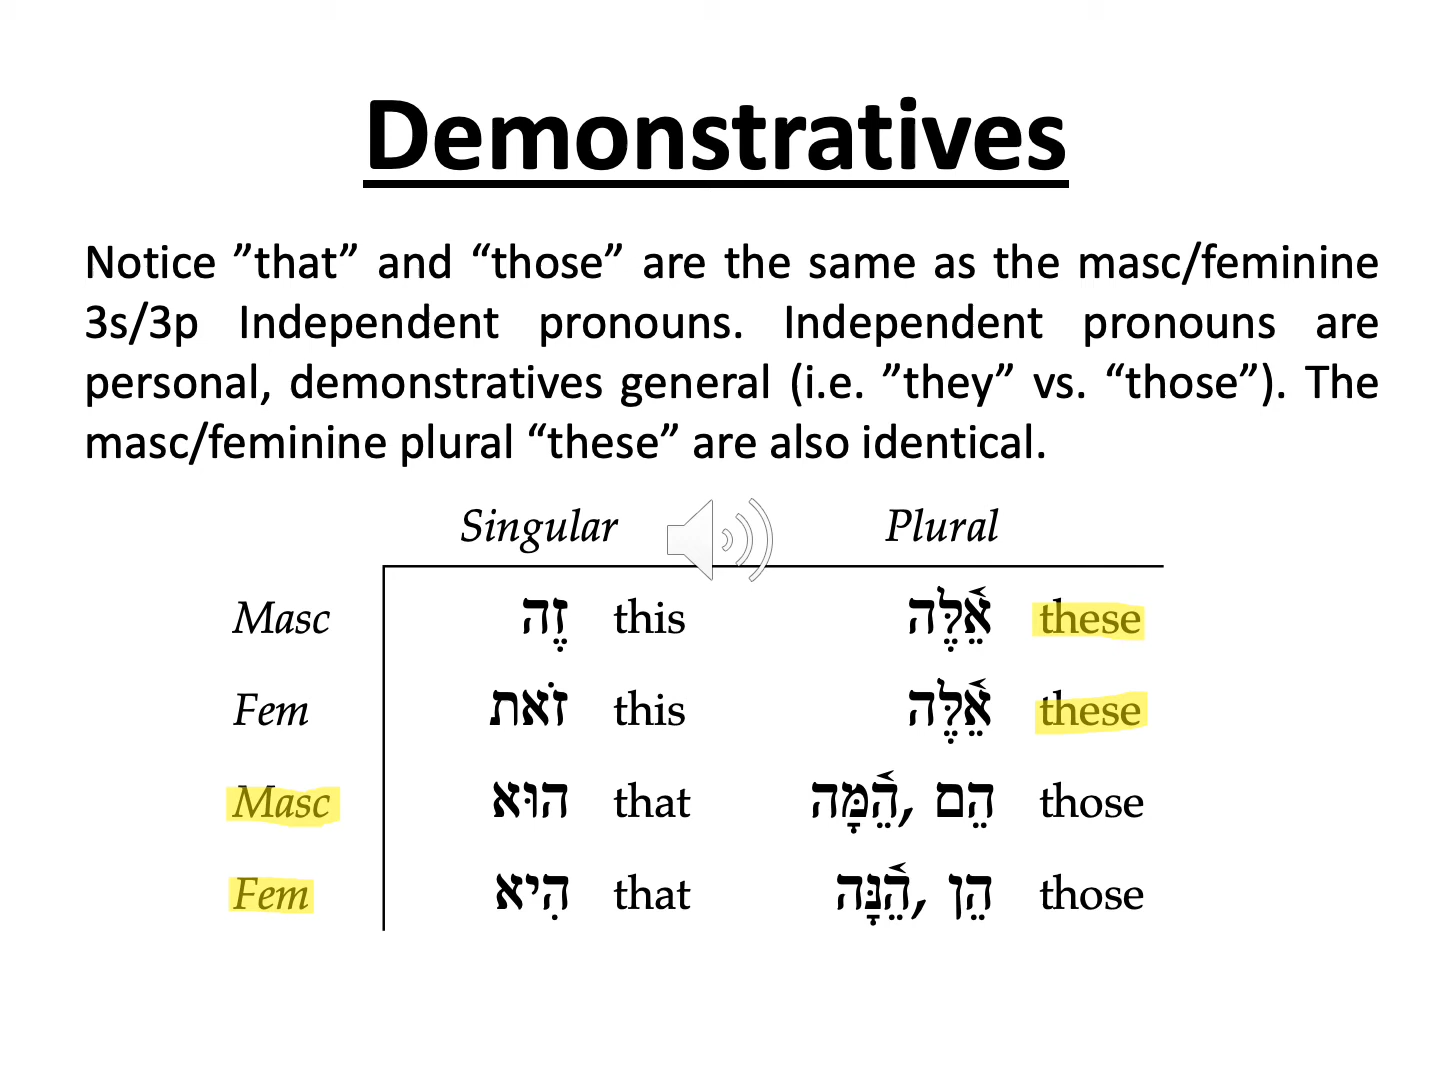 Demonstratives
Notice ”that” and “those” are the same as the masc/feminine
3s/3p Independent pronouns. Independent pronouns are
personal, demonstratives general (i.e. ”they” vs. “those”). The
masc/feminine plural “these” are also identical.
Singular Plural
Masc זֶה this אֵ֫לֶּה these
Fem זֹאת this אֵ֫לֶּה these
Masc הוּא that הֵם, הֵ֫מָּה those
Fem הִיא that הֵן, הֵ֫נָּה those